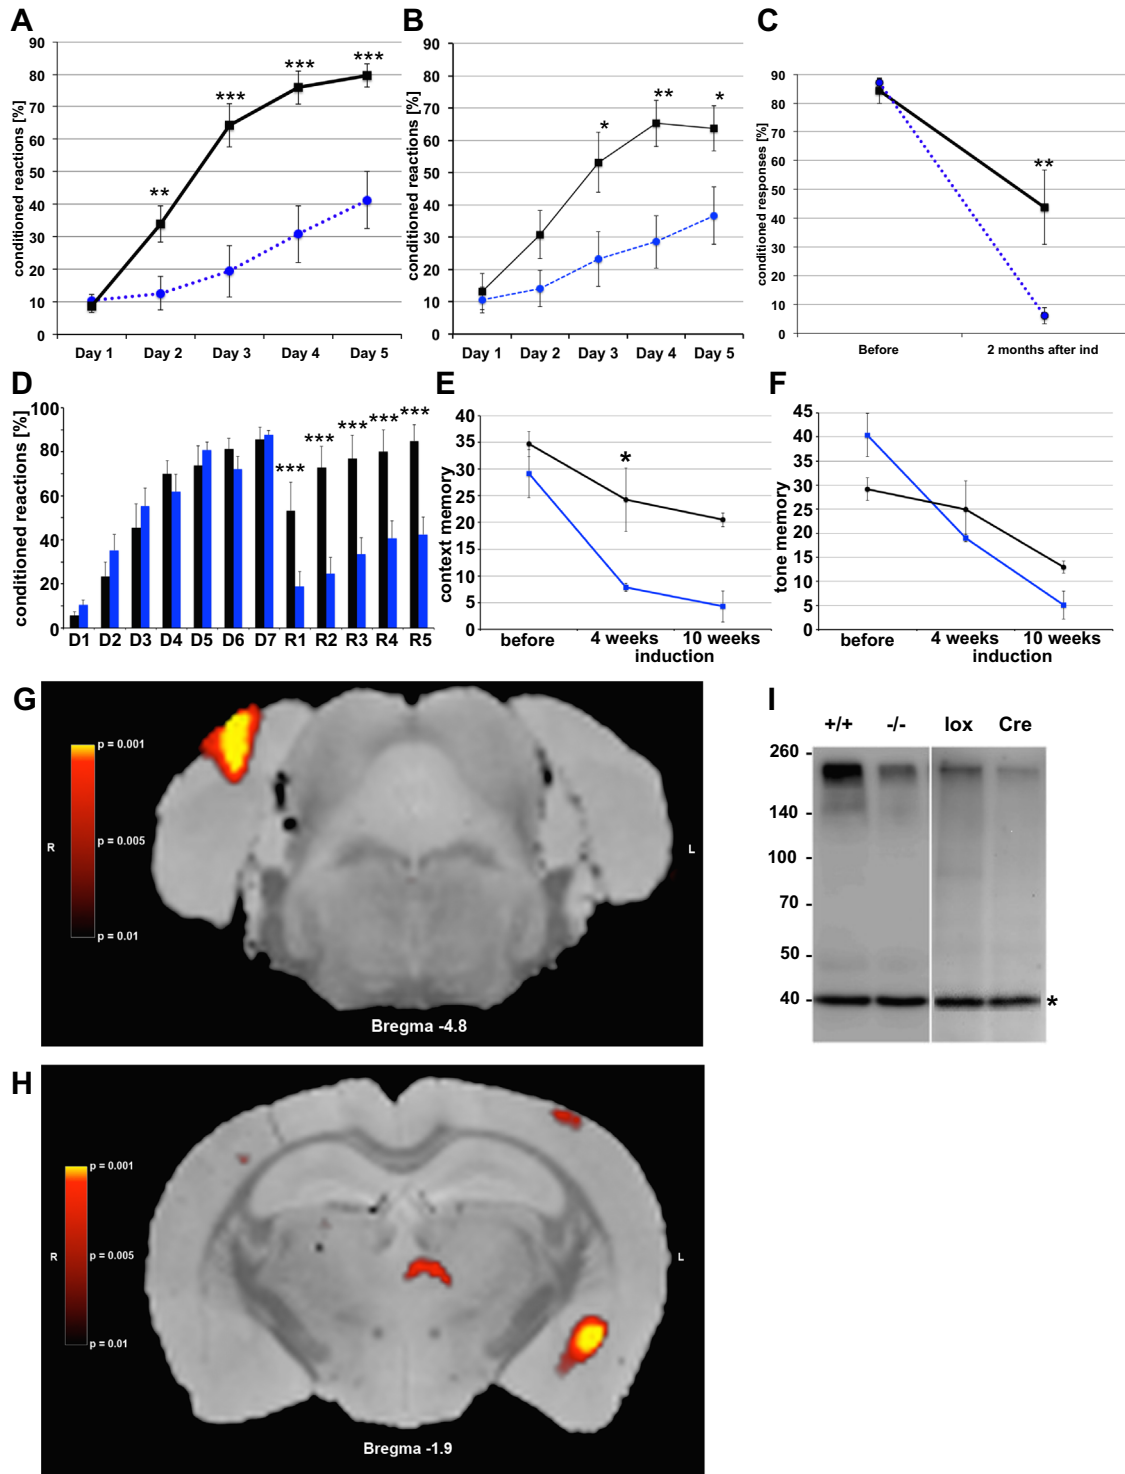 A
conditioned reactions [%]
90
80
70
60
50
40
30
20
10
0
** *** *** ***
Day 1 Day 2 Day 3 Day 4 Day 5
B
conditioned reactions [%]
90
80
70
60
50
40
30
20
10
0
* ** *
Day 1 Day 2 Day 3 Day 4 Day 5
C
conditioned responses [%]
90
80
70
60
50
40
30
20
10
0
**
Before 2 months after ind
D
conditioned reactions [%]
100
80
60
40
20
0
*** *** *** *** ***
D1 D2 D3 D4 D5 D6 D7 R1 R2 R3 R4 R5
E
context memory
40
35
30
25
20
15
10
5
0
*
before 4 weeks 10 weeks
induction
F
tone memory
45
40
35
30
25
20
15
10
5
0
before 4 weeks 10 weeks
induction
G
p = 0.001
p = 0.005
p = 0.01
R
L
Bregma -4.8
H
p = 0.001
p = 0.005
p = 0.01
R
L
Bregma -1.9
I
+/+ -/- lox Cre
260
140
100
70
50
40
*